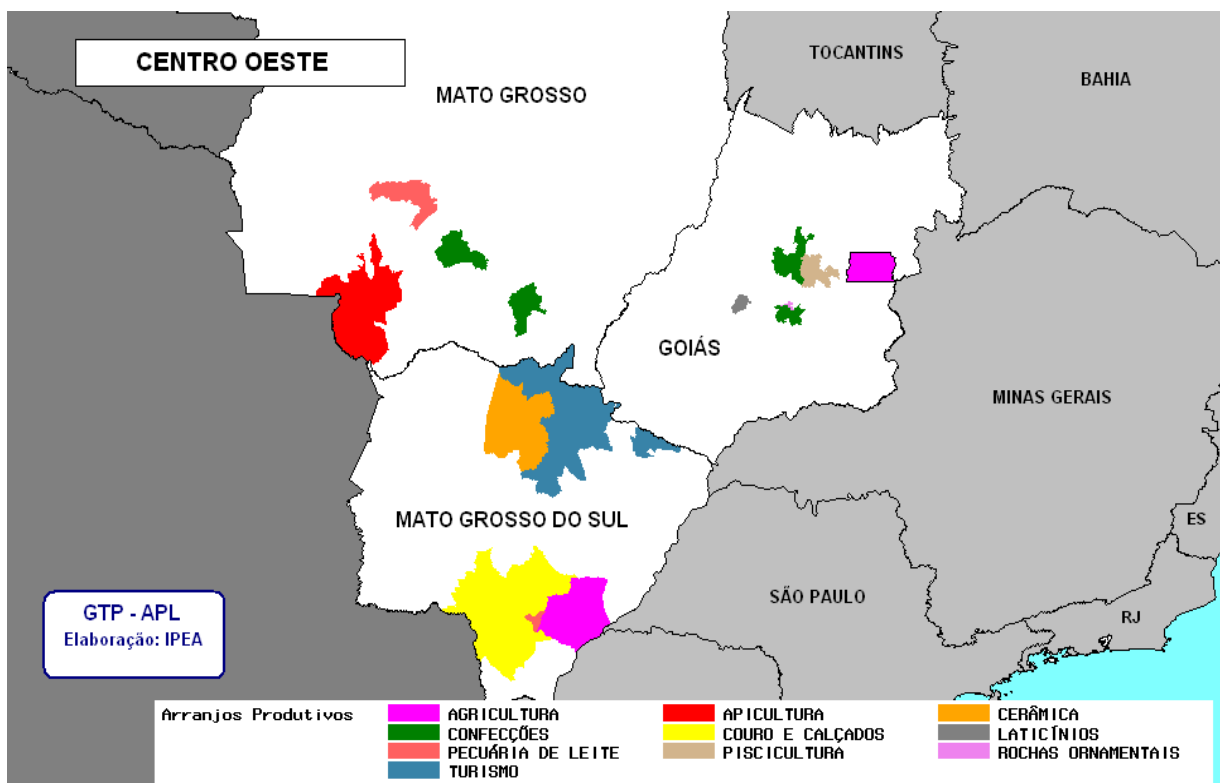 CENTRO OESTE
TOCANTINS
BAHIA
MATO GROSSO
GOIÁS
MINAS GERAIS
MATO GROSSO DO SUL
ES
SÃO PAULO
RJ
GTP - APL
Elaboração: IPEA
Arranjos Produtivos
AGRICULTURA
APICULTURA
CERÂMICA
CONFECÇÕES
COURO E CALÇADOS
LATICÍNIOS
PECUÁRIA DE LEITE
PISCICULTURA
ROCHAS ORNAMENTAIS
TURISMO